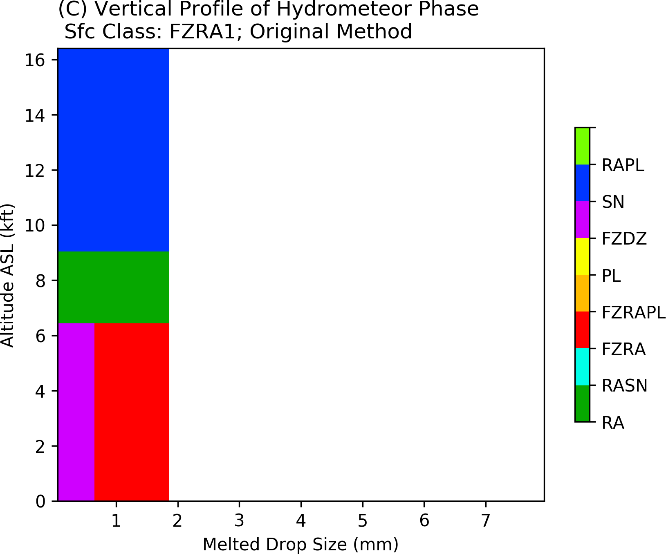 (C) Vertical Profile of Hydrometeor Phase
Sfc Class: FZRA1; Original Method
16
14
12
10
8
6
4
2
0
Altitude ASL (kft)
1 2 3 4 5 6 7
Melted Drop Size (mm)
RAPL
SN
FZDZ
PL
FZRAPL
FZRA
RASN
RA